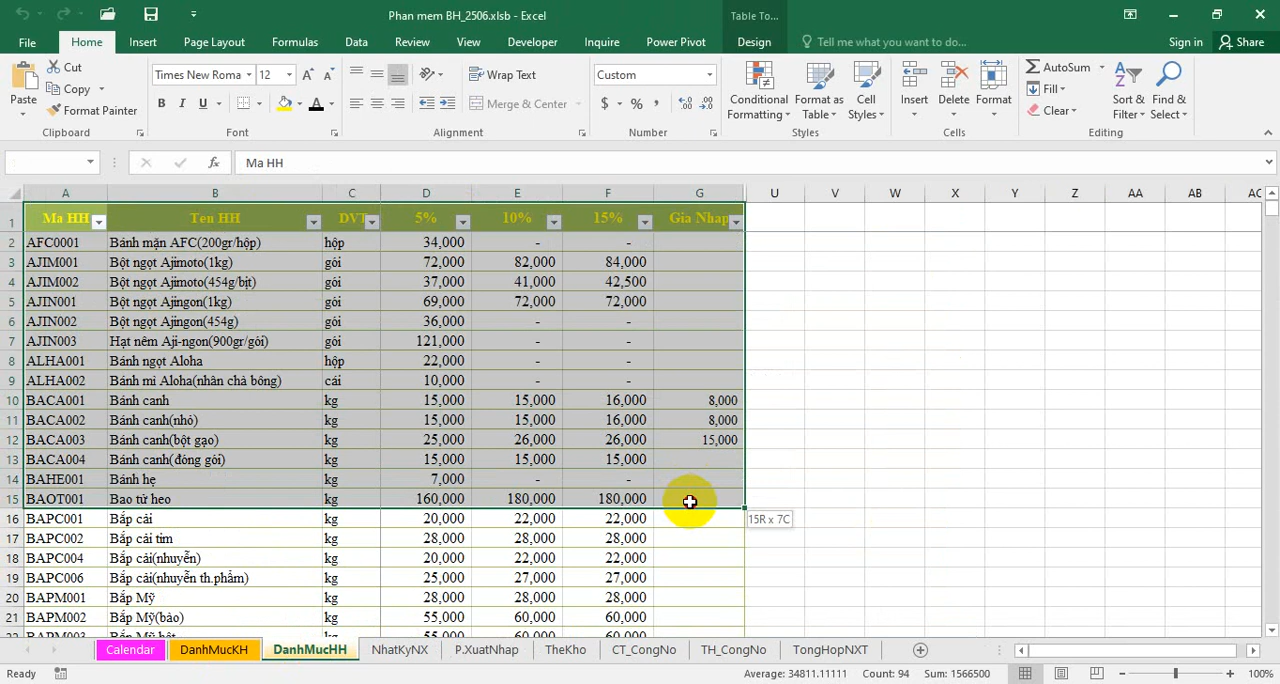 Phan mem BH_2506.xlsb - Excel
Table To...
File Home Insert Page Layout Formulas Data Review View Developer Inquire Power Pivot Design Tell me what you want to do... Sign in Share
Paste
Cut
Copy
Format Painter
Clipboard
Times New Roma 12
B I U
Font
Wrap Text
Merge & Center
Alignment
Custom
$ % ,
Number
Conditional Formatting
Format as Table
Cell Styles
Styles
Insert Delete Format
Cells
AutoSum
Fill
Clear
Sort & Filter
Find & Select
Editing
fx Ma HH
A B C D E F G U V W X Y Z AA AB AC
1 Ma HH Ten HH DVT 5% 10% 15% Gia Nhap
2 AFC0001 Bánh mặn AFC(200gr/hộp) hộp 34,000 - -
3 AJIM001 Bột ngọt Ajimoto(1kg) gói 72,000 82,000 84,000
4 AJIM002 Bột ngọt Ajimoto(454g/bịt) gói 37,000 41,000 42,500
5 AJIN001 Bột ngọt Ajingon(1kg) gói 69,000 72,000 72,000
6 AJIN002 Bột ngọt Ajingon(454g) gói 36,000 - -
7 AJIN003 Hạt nêm Aji-ngon(900gr/gói) gói 121,000 - -
8 ALHA001 Bánh ngọt Aloha hộp 22,000 - -
9 ALHA002 Bánh mì Aloha(nhân chà bông) cái 10,000 - -
10 BACA001 Bánh canh kg 15,000 15,000 16,000 8,000
11 BACA002 Bánh canh(nhỏ) kg 15,000 15,000 16,000 8,000
12 BACA003 Bánh canh(bột gạo) kg 25,000 26,000 26,000 15,000
13 BACA004 Bánh canh(đóng gói) kg 15,000 15,000 15,000
14 BAHE001 Bánh hẹ kg 7,000 - -
15 BAOT001 Bao tử heo kg 160,000 180,000 180,000
15R x 7C
16 BAPC001 Bắp cải kg 20,000 22,000 22,000
17 BAPC002 Bắp cải tím kg 28,000 28,000 28,000
18 BAPC004 Bắp cải(nhuyễn) kg 20,000 22,000 22,000
19 BAPC006 Bắp cải(nhuyễn th.phẩm) kg 25,000 27,000 27,000
20 BAPM001 Bắp Mỹ kg 28,000 28,000 28,000
21 BAPM002 Bắp Mỹ(bào) kg 55,000 60,000 60,000
22 BAPM003 Bắp Mỹ hột kg 55,000 60,000 60,000
Calendar DanhMucKH DanhMucHH NhatKyNX P.XuatNhap TheKho CT_CongNo TH_CongNo TongHopNXT
Ready Average: 34811.11111 Count: 94 Sum: 1566500 100%